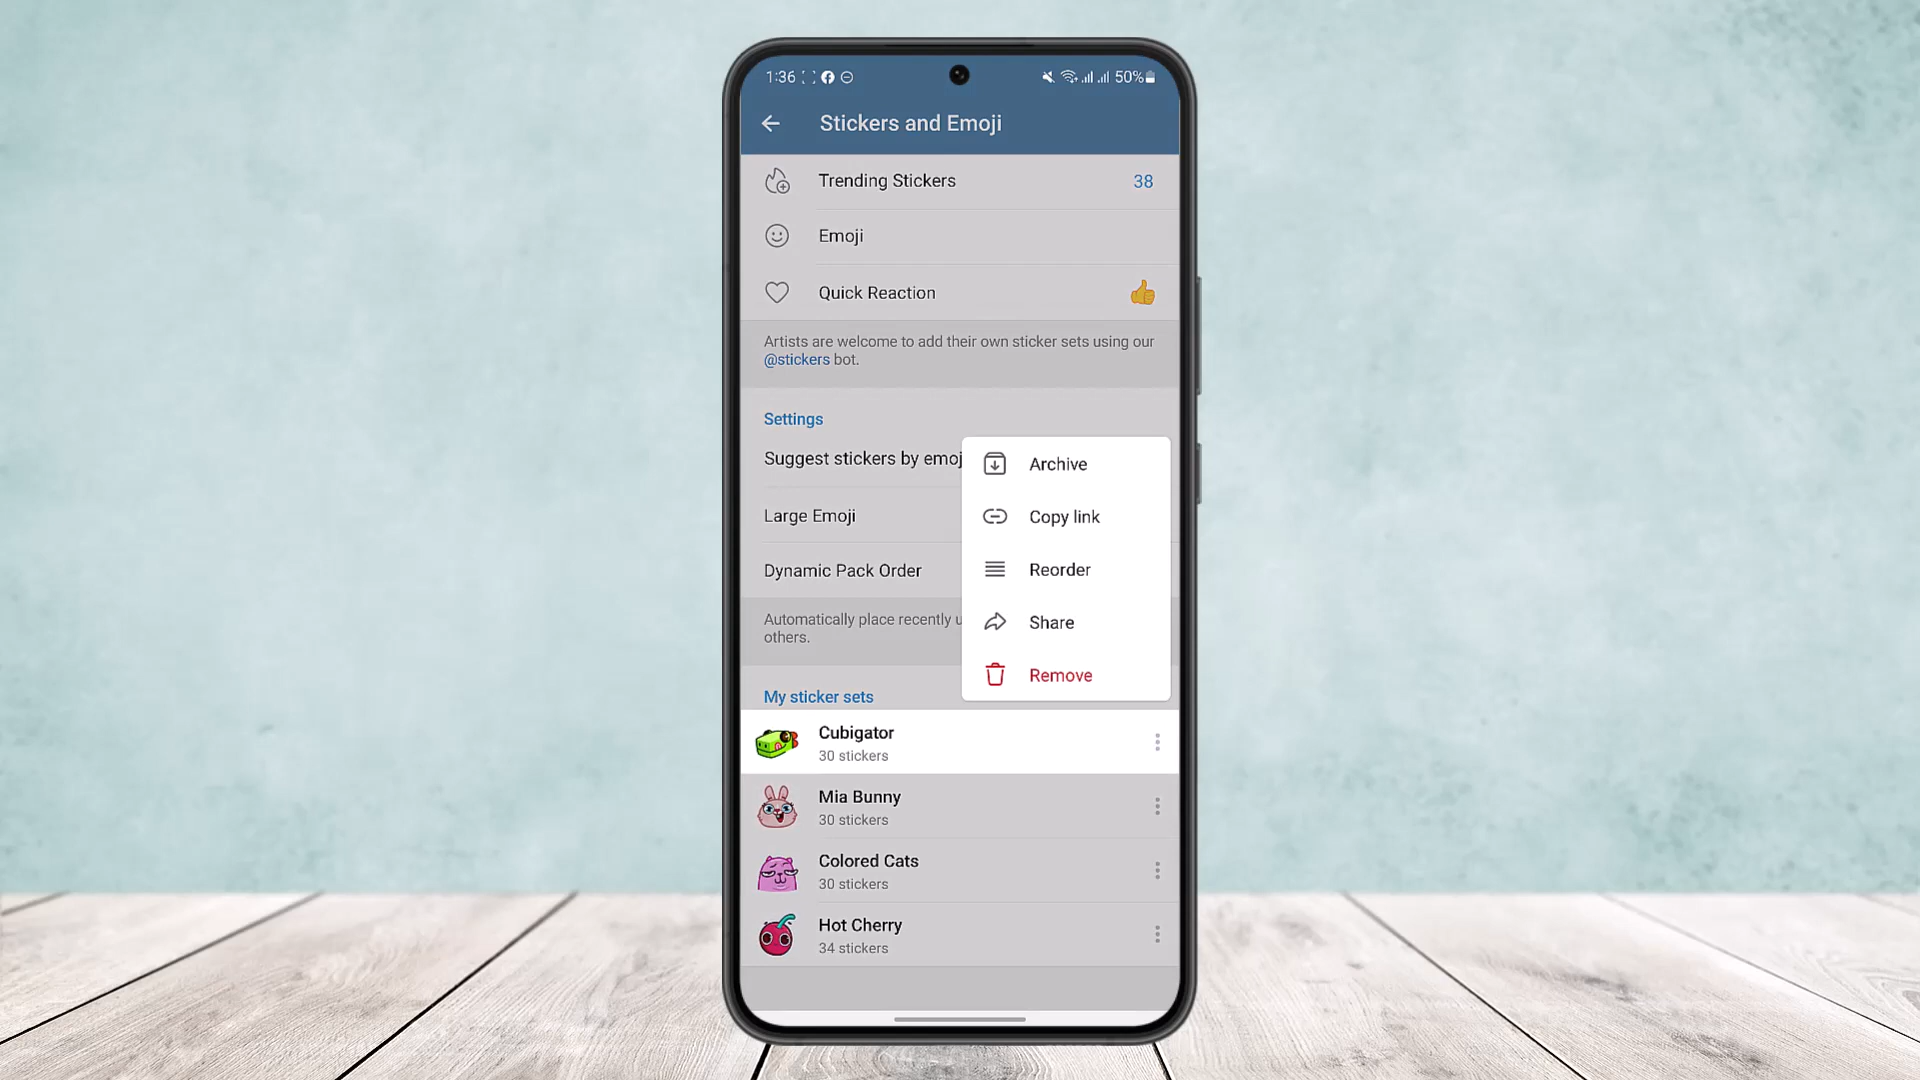 1:36 50%
Stickers and Emoji
Trending Stickers 38
Emoji
Quick Reaction
Artists are welcome to add their own sticker sets using our
@stickers bot.
Settings
Suggest stickers by emoj
Large Emoji
Dynamic Pack Order
Automatically place recently u
others.
Archive
Copy link
Reorder
Share
Remove
My sticker sets
Cubigator
30 stickers
Mia Bunny
30 stickers
Colored Cats
30 stickers
Hot Cherry
34 stickers